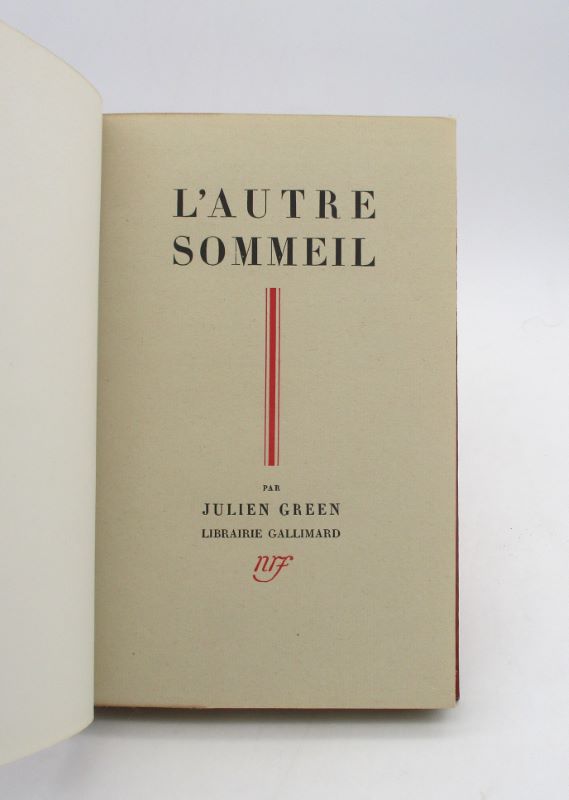 L'AUTRE
SOMMEIL
PAR
JULIEN GREEN
LIBRAIRIE GALLIMARD
nrf